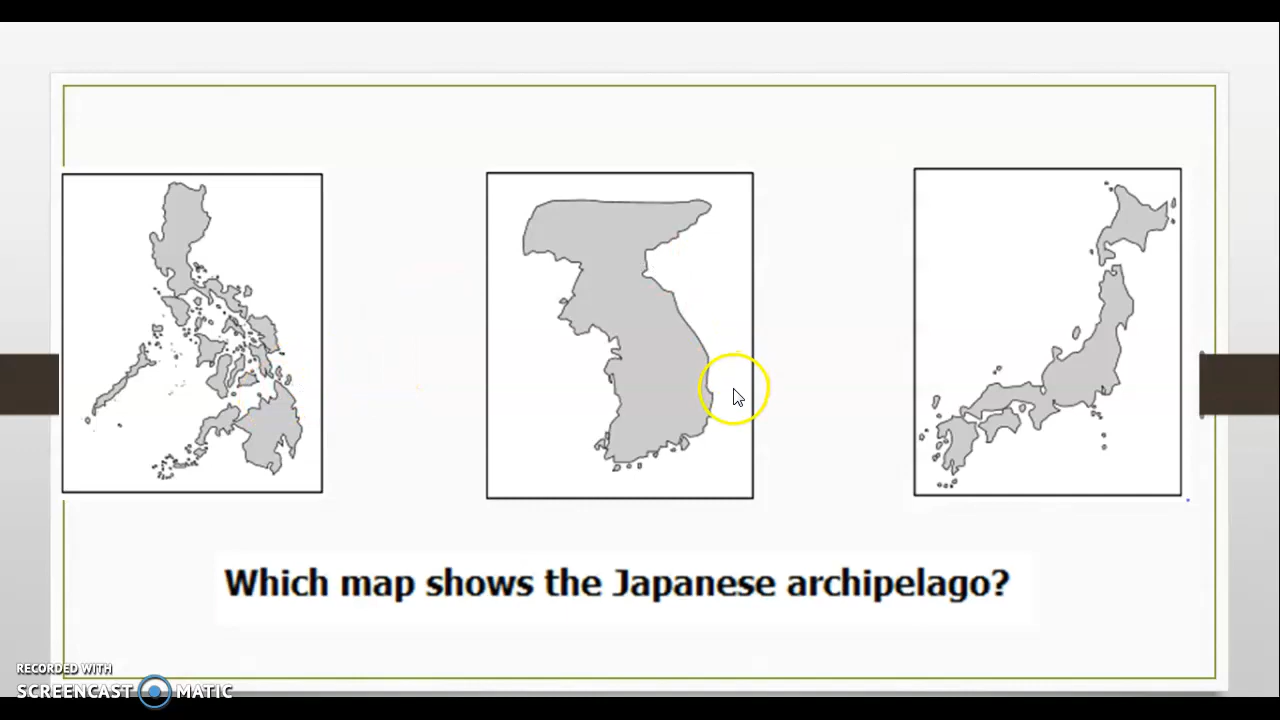 Which map shows the Japanese archipelago?
RECORDED WITH
SCREENCAST MATIC